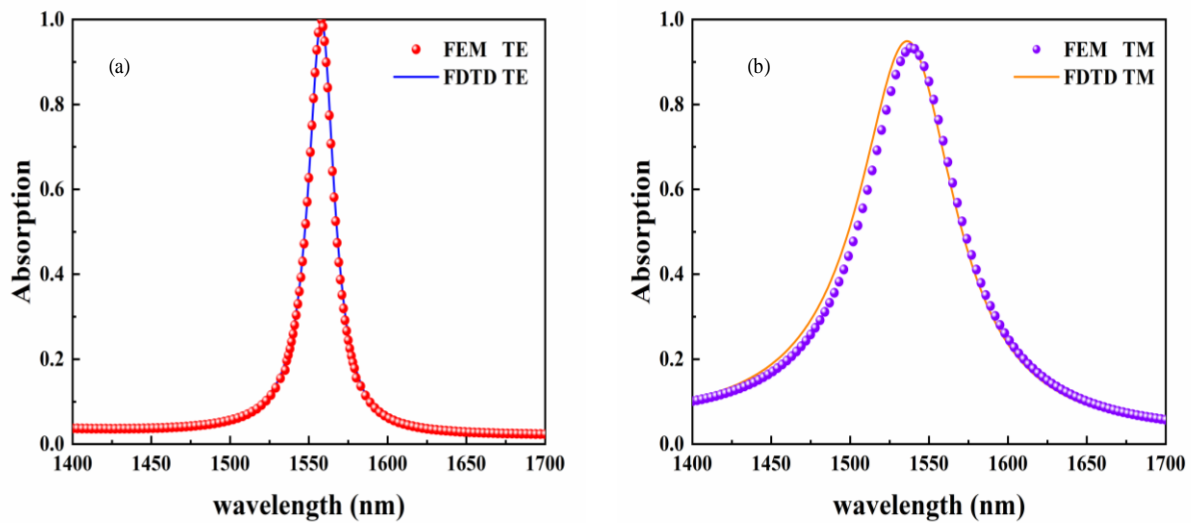 1.0
0.8
0.6
0.4
0.2
0.0
Absorption
(a)
FEM TE
FDTD TE
1400 1450 1500 1550 1600 1650 1700
wavelength (nm)
1.0
0.8
0.6
0.4
0.2
0.0
Absorption
(b)
FEM TM
FDTD TM
1400 1450 1500 1550 1600 1650 1700
wavelength (nm)